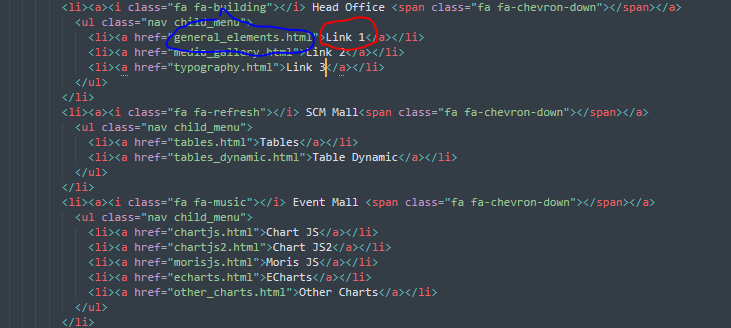 <li><a><i class="fa fa-building"></i> Head Office <span class="fa fa-chevron-down"></span></a>
<ul class="nav child_menu">
<li><a href="general_elements.html">Link 1</a></li>
<li><a href="media_gallery.html">Link 2</a></li>
<li><a href="typography.html">Link 3</a></li>
</ul>
</li>
<li><a><i class="fa fa-refresh"></i> SCM Mall<span class="fa fa-chevron-down"></span></a>
<ul class="nav child_menu">
<li><a href="tables.html">Tables</a></li>
<li><a href="tables_dynamic.html">Table Dynamic</a></li>
</ul>
</li>
<li><a><i class="fa fa-music"></i> Event Mall <span class="fa fa-chevron-down"></span></a>
<ul class="nav child_menu">
<li><a href="chartjs.html">Chart JS</a></li>
<li><a href="chartjs2.html">Chart JS2</a></li>
<li><a href="morisjs.html">Moris JS</a></li>
<li><a href="echarts.html">ECharts</a></li>
<li><a href="other_charts.html">Other Charts</a></li>
</ul>
</li>